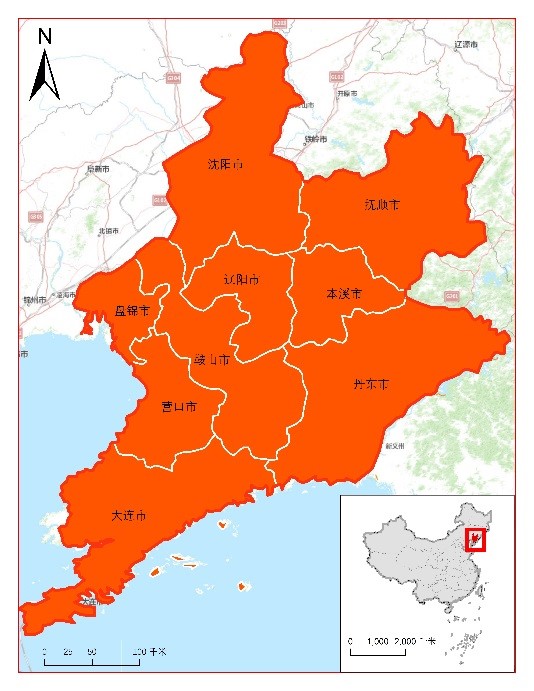 N
G304
G102
辽源市
开原市
铁岭市
沈阳市
阜新市
抚顺市
北镇市
辽阳市
本溪市
锦州市
凌海市
盘锦市
G201
鞍山市
丹东市
营口市
新义州
大连市
0 25 50 100 千米
0 1,000 2,000 千米